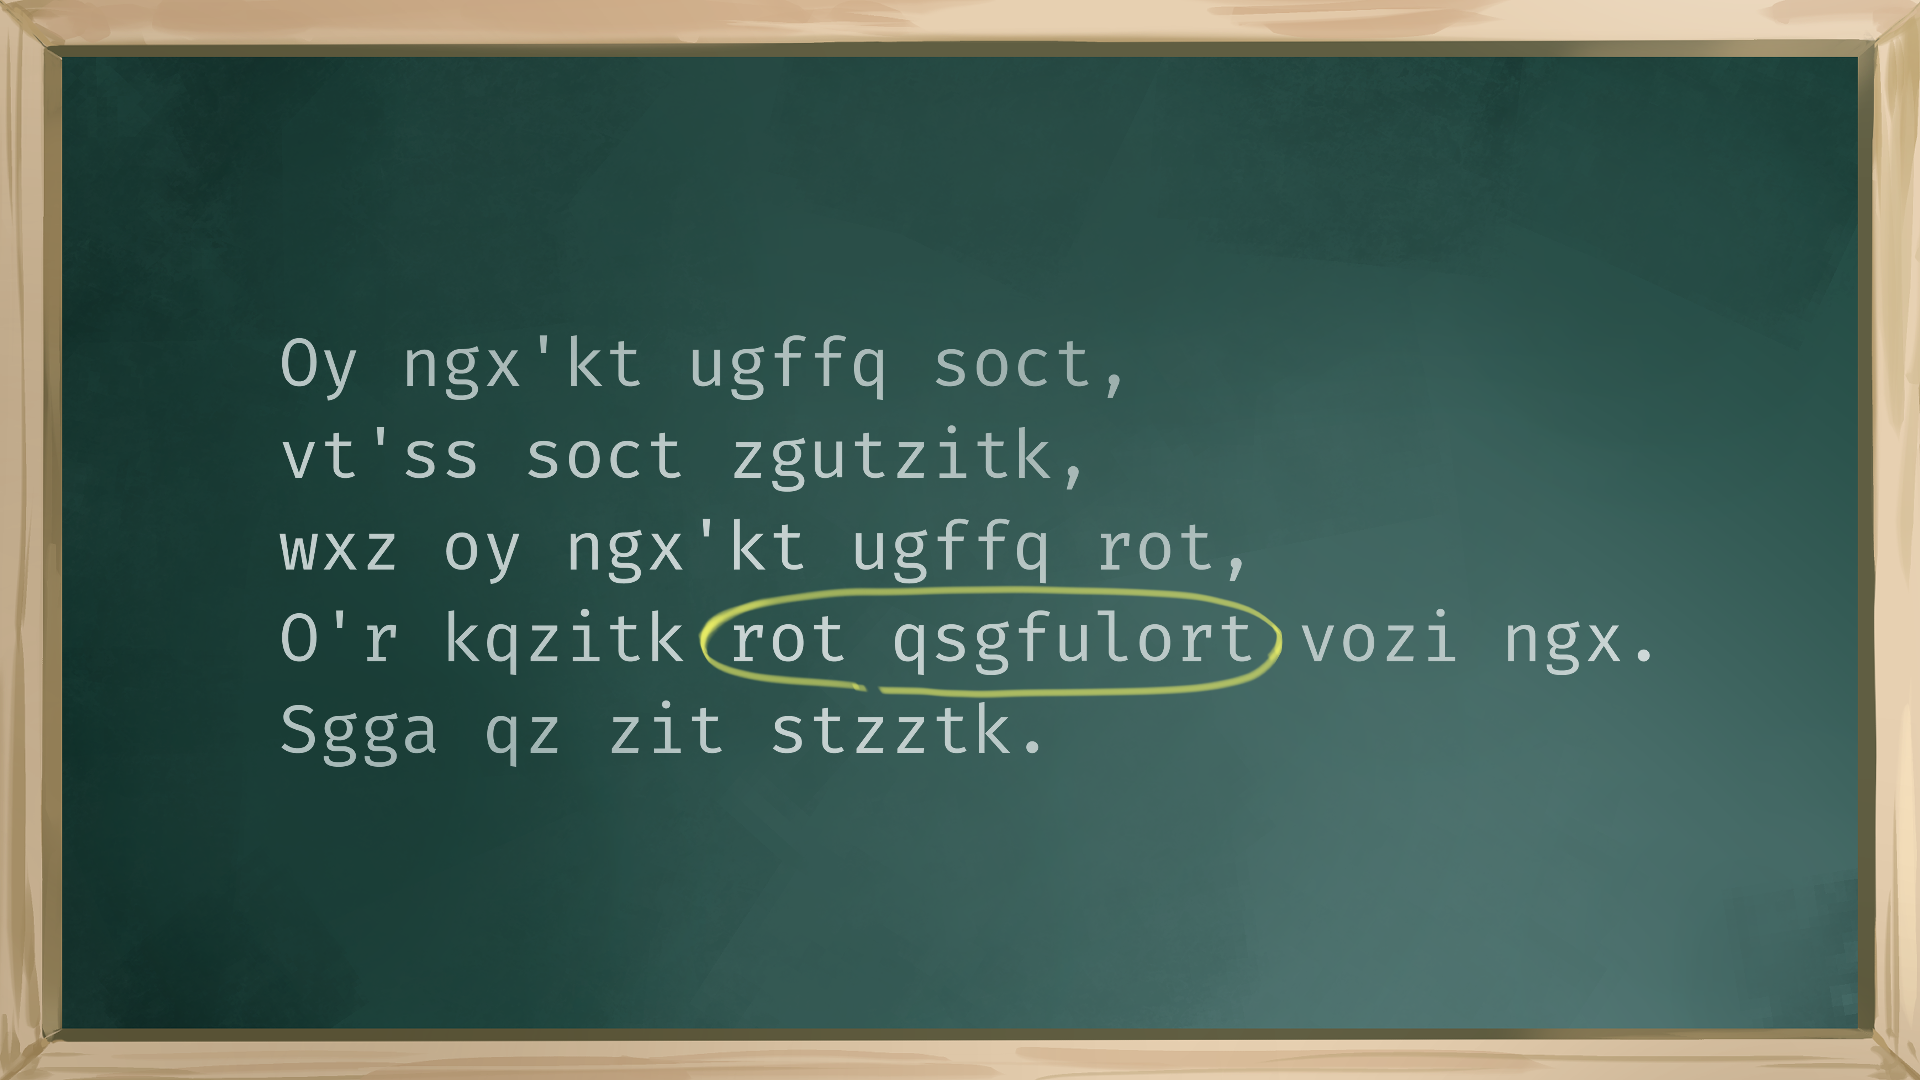 Oy ngx'kt ugffq soct,
vt'ss soct zgutzitk,
wxz oy ngx'kt ugffq rot,
O'r kqzitk rot qsgfulort vozi ngx.
Sgga qz zit stzztk.